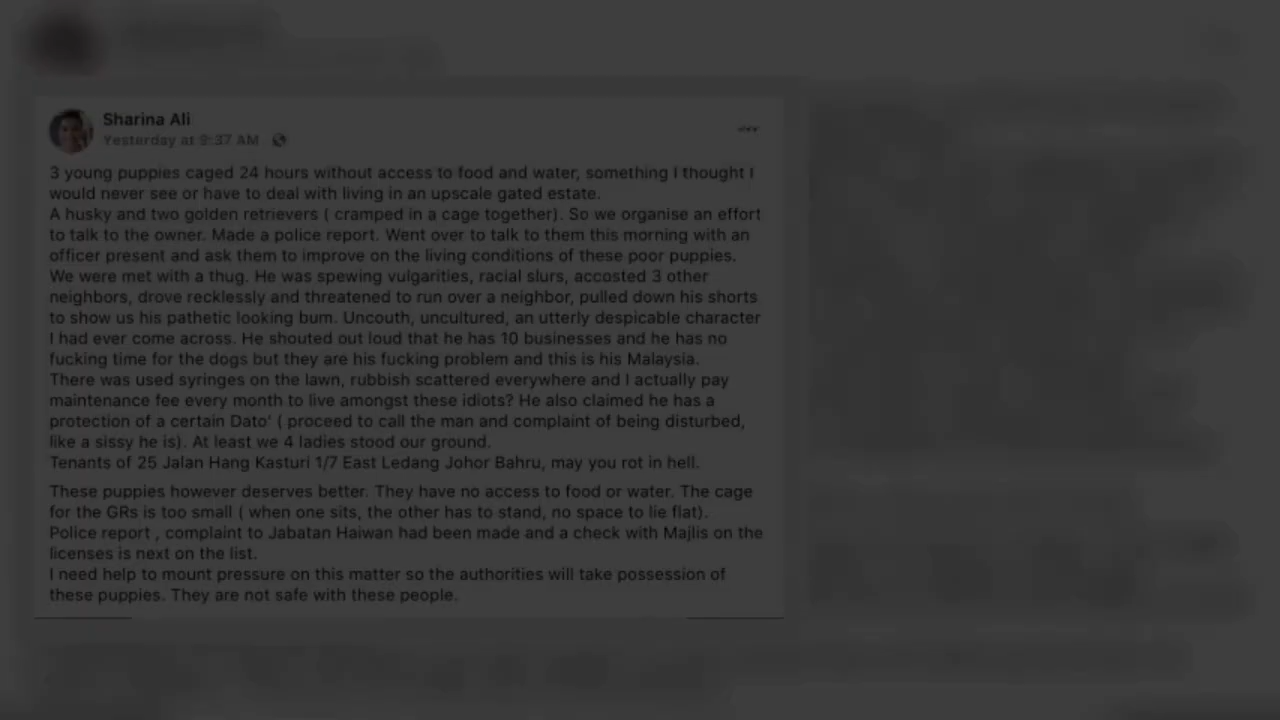 Sharina Ali
Yesterday at 9:37 AM
3 young puppies caged 24 hours without access to food and water, something I thought I
would never see or have to deal with living in an upscale gated estate.
A husky and two golden retrievers ( cramped in a cage together). So we organise an effort
to talk to the owner. Made a police report. Went over to talk to them this morning with an
officer present and ask them to improve on the living conditions of these poor puppies.
We were met with a thug. He was spewing vulgarities, racial slurs, accosted 3 other
neighbors, drove recklessly and threatened to run over a neighbor, pulled down his shorts
to show us his pathetic looking bum. Uncouth, uncultured, an utterly despicable character
I had ever come across. He shouted out loud that he has 10 businesses and he has no
fucking time for the dogs but they are his fucking problem and this is his Malaysia.
There was used syringes on the lawn, rubbish scattered everywhere and I actually pay
maintenance fee every month to live amongst these idiots? He also claimed he has a
protection of a certain Dato' ( proceed to call the man and complaint of being disturbed,
like a sissy he is). At least we 4 ladies stood our ground.
Tenants of 25 Jalan Hang Kasturi 1/7 East Ledang Johor Bahru, may you rot in hell.
These puppies however deserves better. They have no access to food or water. The cage
for the GRs is too small ( when one sits, the other has to stand, no space to lie flat).
Police report , complaint to Jabatan Haiwan had been made and a check with Majlis on the
licenses is next on the list.
I need help to mount pressure on this matter so the authorities will take possession of
these puppies. They are not safe with these people.